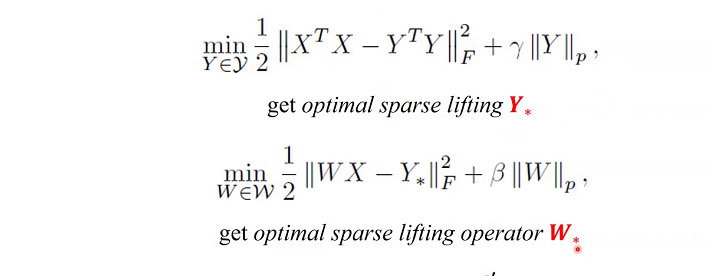 min_{Y∈𝒴} 1/2 ‖X^T X − Y^T Y‖_F^2 + γ ‖Y‖_p ,
get optimal sparse lifting Y_*
min_{W∈𝒲} 1/2 ‖WX − Y_*‖_F^2 + β ‖W‖_p ,
get optimal sparse lifting operator W_*